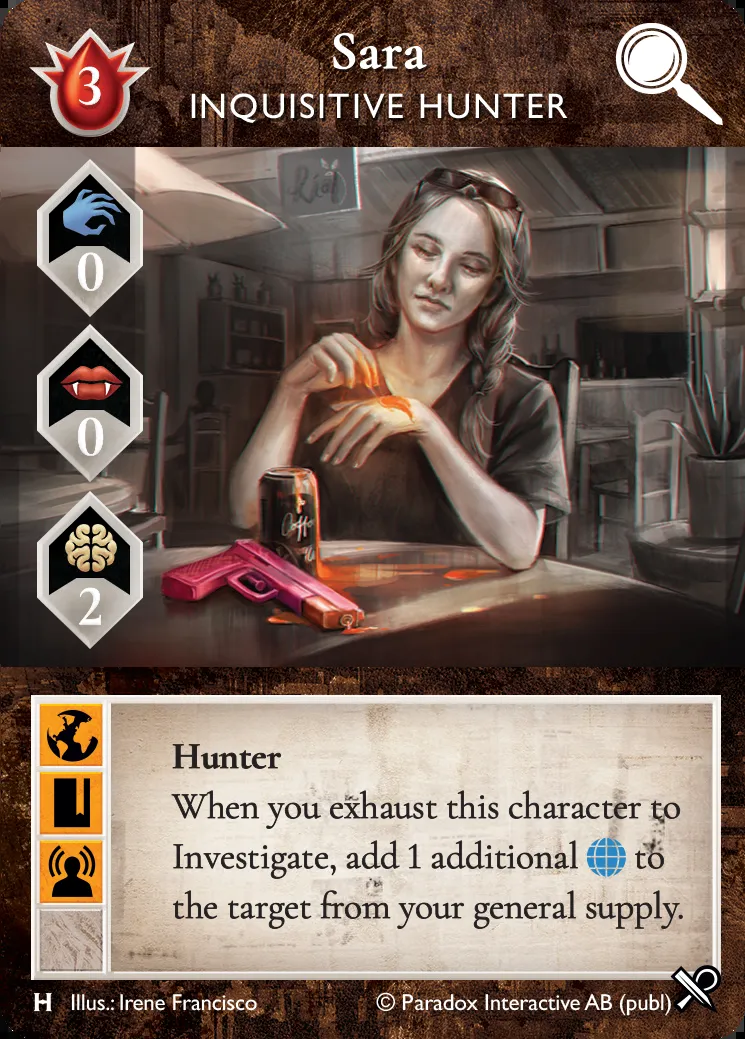 Sara
3
INQUISITIVE HUNTER
0
0
2
Hunter
When you exhaust this character to
Investigate, add 1 additional to
the target from your general supply.
H Illus.: Irene Francisco © Paradox Interactive AB (publ)